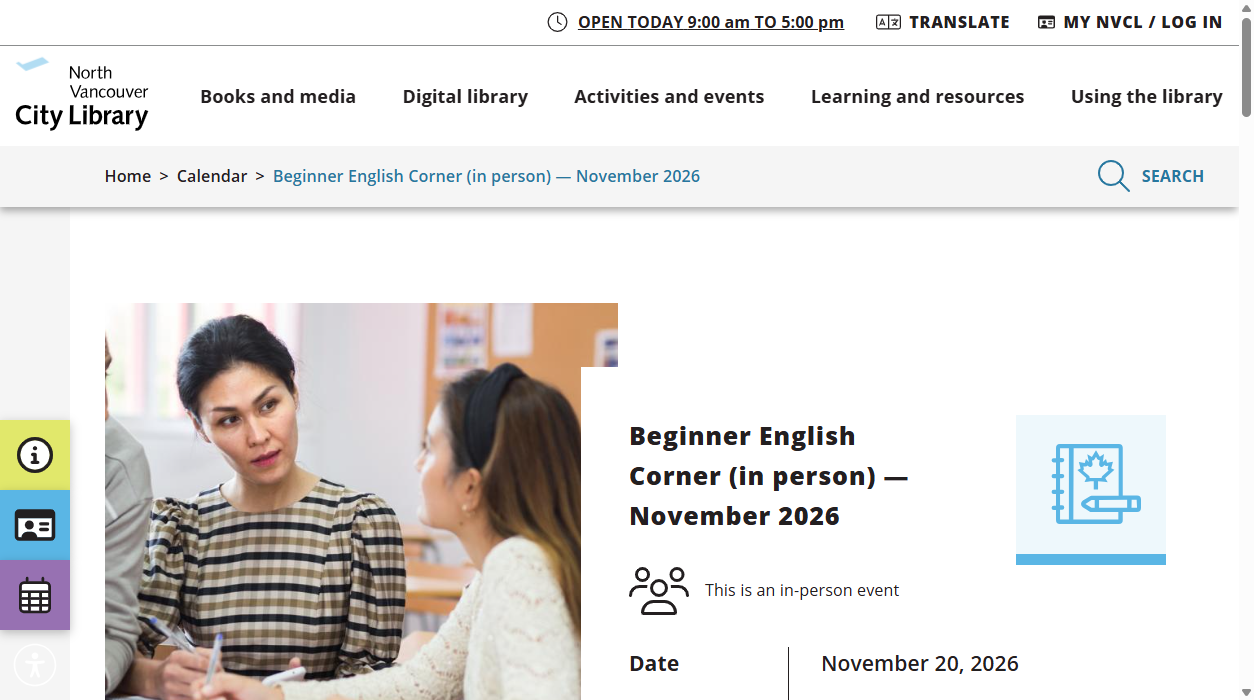 OPEN TODAY 9:00 am TO 5:00 pm
TRANSLATE
MY NVCL / LOG IN
North
Vancouver
City Library
Books and media
Digital library
Activities and events
Learning and resources
Using the library
Home > Calendar > Beginner English Corner (in person) — November 2026
SEARCH
Beginner English
Corner (in person) —
November 2026
This is an in-person event
Date
November 20, 2026